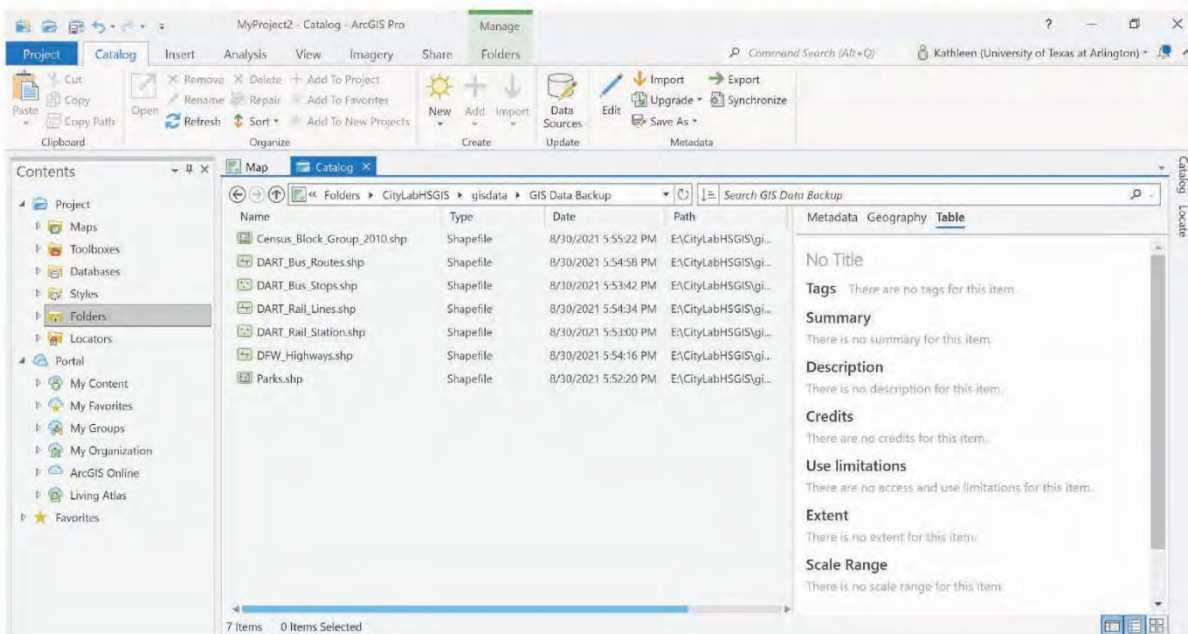 MyProject2 - Catalog - ArcGIS Pro
Manage
?
Project Catalog Insert Analysis View Imagery Share Folders
Command Search (Alt+Q)
Kathleen (University of Texas at Arlington)
Paste
Cut
Copy
Copy Path
Clipboard
Open
Remove Delete Add To Project
Rename Repair Add To Favorites
Refresh Sort Add To New Projects
Organize
New Add Import
Create
Data Sources
Update
Edit
Import Export
Upgrade Synchronize
Save As
Metadata
Contents
Project
Maps
Toolboxes
Databases
Styles
Folders
Locators
Portal
My Content
My Favorites
My Groups
My Organization
ArcGIS Online
Living Atlas
Favorites
Map Catalog
Folders CityLabHSGIS gisdata GIS Data Backup
Search GIS Data Backup
Name Type Date Path
Census_Block_Group_2010.shp Shapefile 8/30/2021 5:55:22 PM E:\CityLabHSGIS\gi...
DART_Bus_Routes.shp Shapefile 8/30/2021 5:54:58 PM E:\CityLabHSGIS\gi...
DART_Bus_Stops.shp Shapefile 8/30/2021 5:53:42 PM E:\CityLabHSGIS\gi...
DART_Rail_Lines.shp Shapefile 8/30/2021 5:54:34 PM E:\CityLabHSGIS\gi...
DART_Rail_Station.shp Shapefile 8/30/2021 5:53:00 PM E:\CityLabHSGIS\gi...
DFW_Highways.shp Shapefile 8/30/2021 5:54:16 PM E:\CityLabHSGIS\gi...
Parks.shp Shapefile 8/30/2021 5:52:20 PM E:\CityLabHSGIS\gi...
7 Items 0 Items Selected
Metadata Geography Table
No Title
Tags There are no tags for this item.
Summary
There is no summary for this item.
Description
There is no description for this item.
Credits
There are no credits for this item.
Use limitations
There are no access and use limitations for this item.
Extent
There is no extent for this item.
Scale Range
There is no scale range for this item.
Catalog
Locate